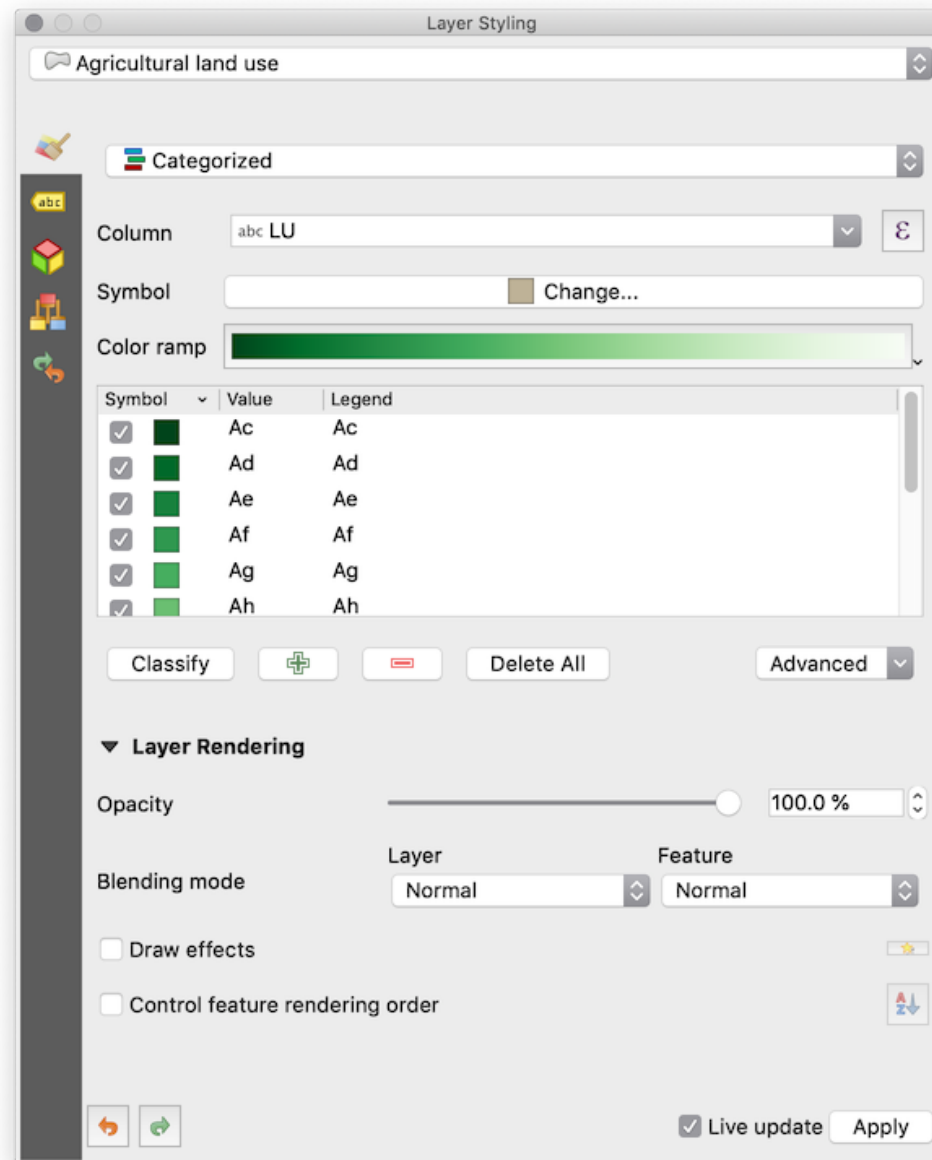 Layer Styling
Agricultural land use
Categorized
abc
Column abc LU ε
Symbol Change...
Color ramp
Symbol Value Legend
Ac Ac
Ad Ad
Ae Ae
Af Af
Ag Ag
Ah Ah
Classify Delete All Advanced
Layer Rendering
Opacity 100.0 %
Layer Feature
Blending mode Normal Normal
Draw effects
Control feature rendering order AZ
Live update Apply